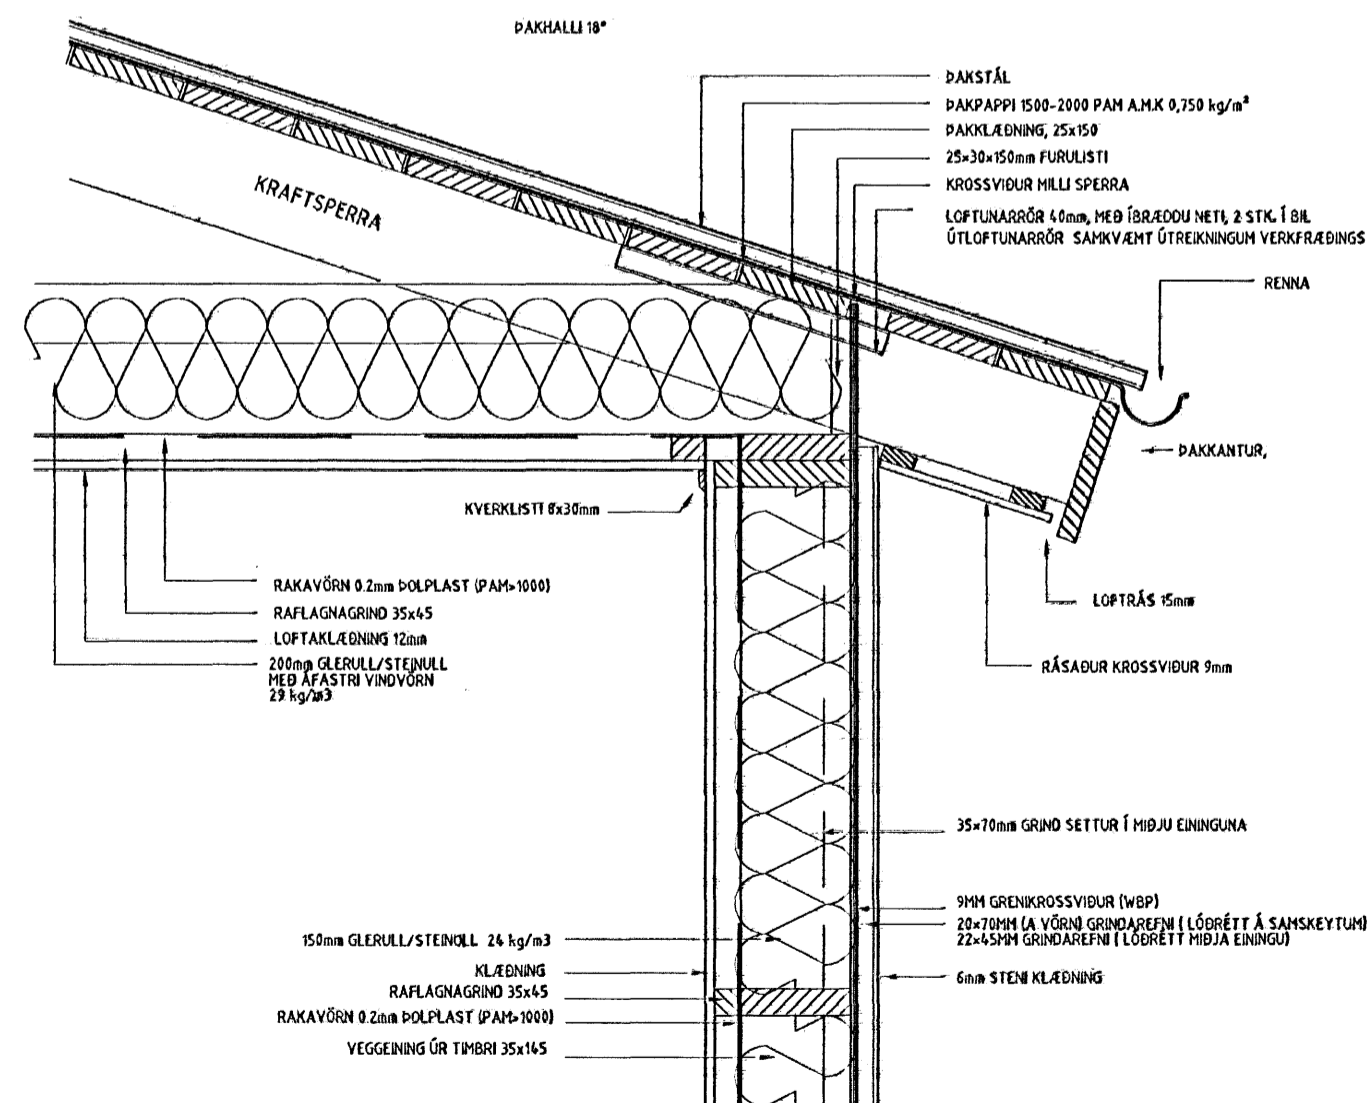 ÞAKHALLI 18°
ÞAKSTÁL
ÞAKPAPPI 1500-2000 PAM A.M.K 0,750 kg/m²
ÞAKKLÆÐNING, 25x150
25x30x150mm FURULISTI
KROSSVIÐUR MILLI SPERRA
LOFTUNARRÖR 40mm, MEÐ ÍBRÆDDU NETI, 2 STK. Í BIL
ÚTLOFTUNARRÖR SAMKVÆMT ÚTREIKNINGUM VERKFRÆÐINGS
KRAFTSPERRA
RENNA
ÞAKKANTUR,
KVERKLISTI 8x30mm
RAKAVÖRN 0.2mm ÞOLPLAST (PAM>1000)
RAFLAGNAGRIND 35x45
LOFTAKLÆÐNING 12mm
200mm GLERULL/STEINULL
MEÐ ÁFASTRI VINDVÖRN
29 kg/m3
LOFTRÁS 15mm
RÁSAÐUR KROSSVIÐUR 9mm
35x70mm GRIND SETTUR Í MIÐJU EININGUNA
9MM GRENIKROSSVIÐUR (WBP)
20x70MM (A VÖRN) GRINDAREFNI ( LÓÐRÉTT Á SAMSKEYTUM)
22x45MM GRINDAREFNI ( LÓÐRÉTT MIÐJA EININGU)
6mm STENI KLÆÐNING
150mm GLERULL/STEINOLL 24 kg/m3
KLÆÐNING
RAFLAGNAGRIND 35x45
RAKAVÖRN 0.2mm ÞOLPLAST (PAM>1000)
VEGGEINING ÚR TIMBRI 35x145